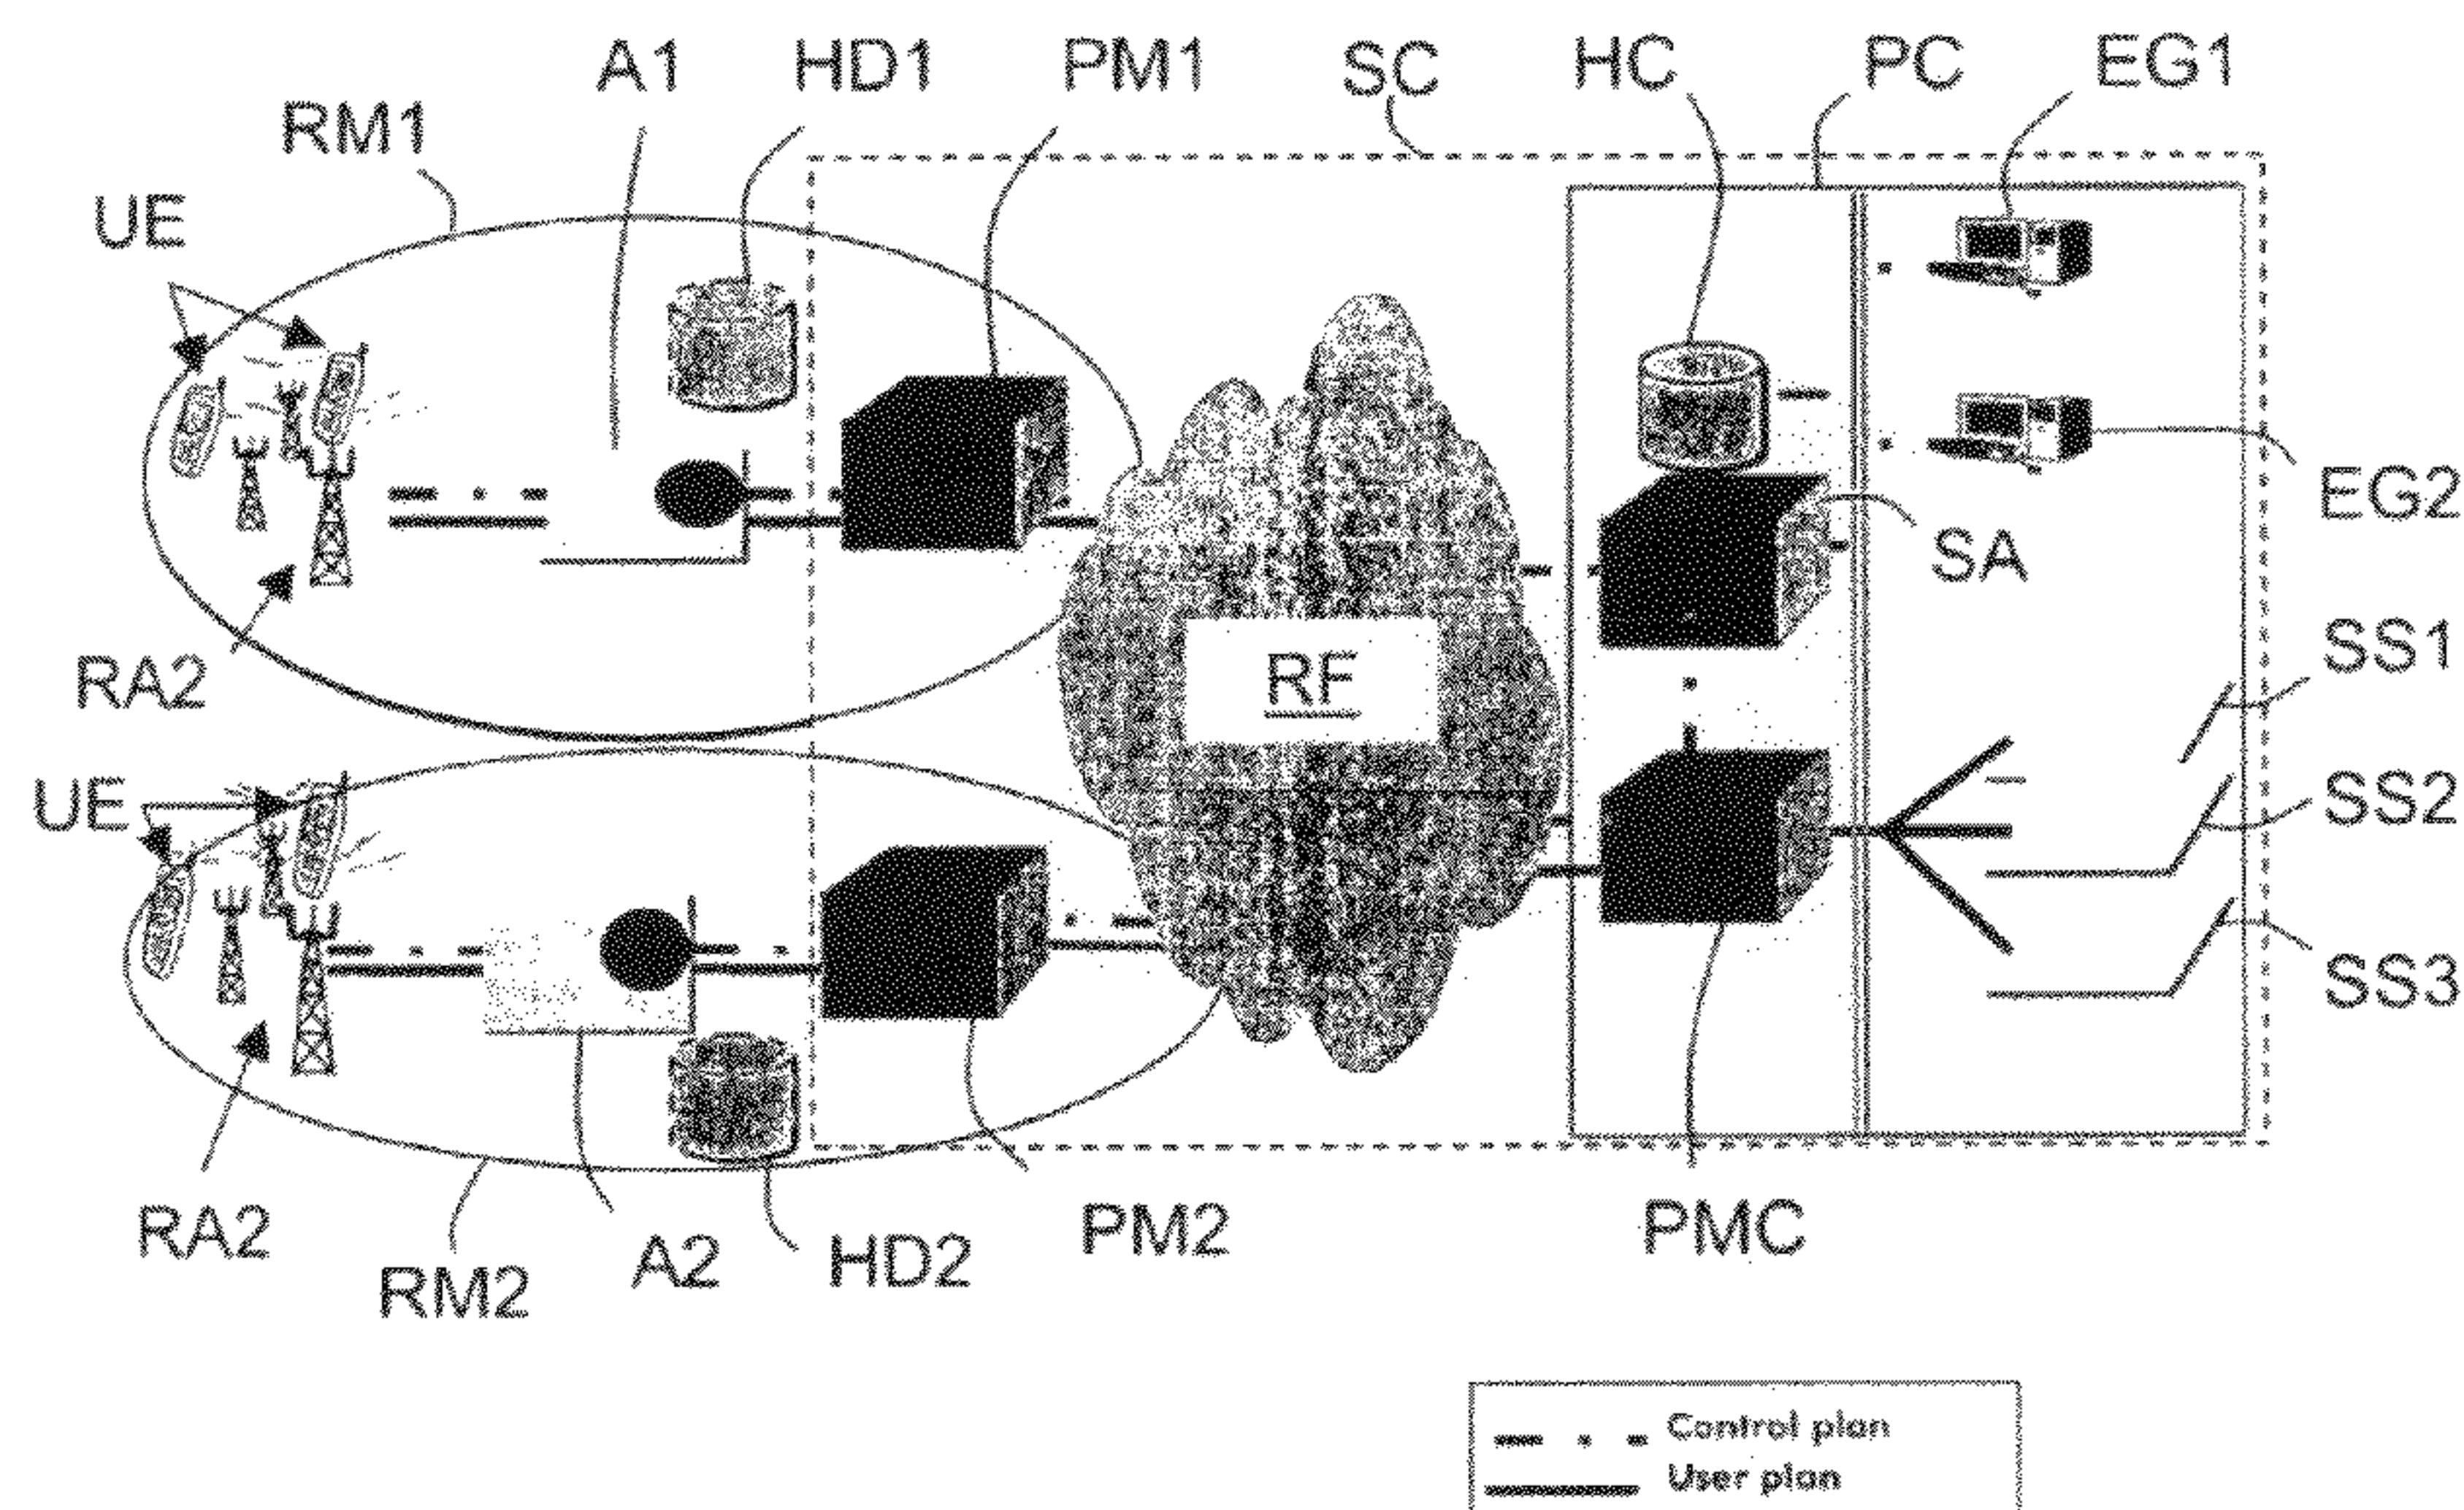 A1 HD1 PM1 SC HC PC EG1
RM1
UE
EG2
SA
SS1
RF
RA2
UE
SS2
SS3
RA2 PM2 PMC
RM2 A2 HD2
Control plan
User plan